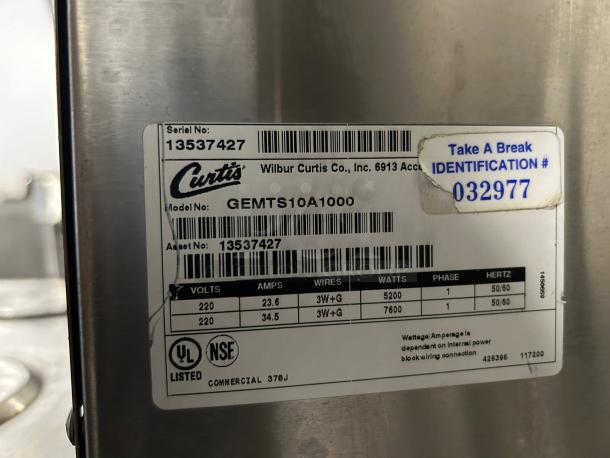 Serial No:
13537427
Curtis
Wilbur Curtis Co., Inc. 6913
Take A Break
IDENTIFICATION #
032977
Model No: GEMTS10A1000
Asset No: 13537427
VOLTS AMPS WIRES WATTS PHASE HERTZ
220 23.6 3W+G 5200 1 50/60
220 34.5 3W+G 7600 1 50/60
Wattage/Amperage is
dependant on internal power
block wiring connection
426396 117200
UL
LISTED
NSF
COMMERCIAL 378J